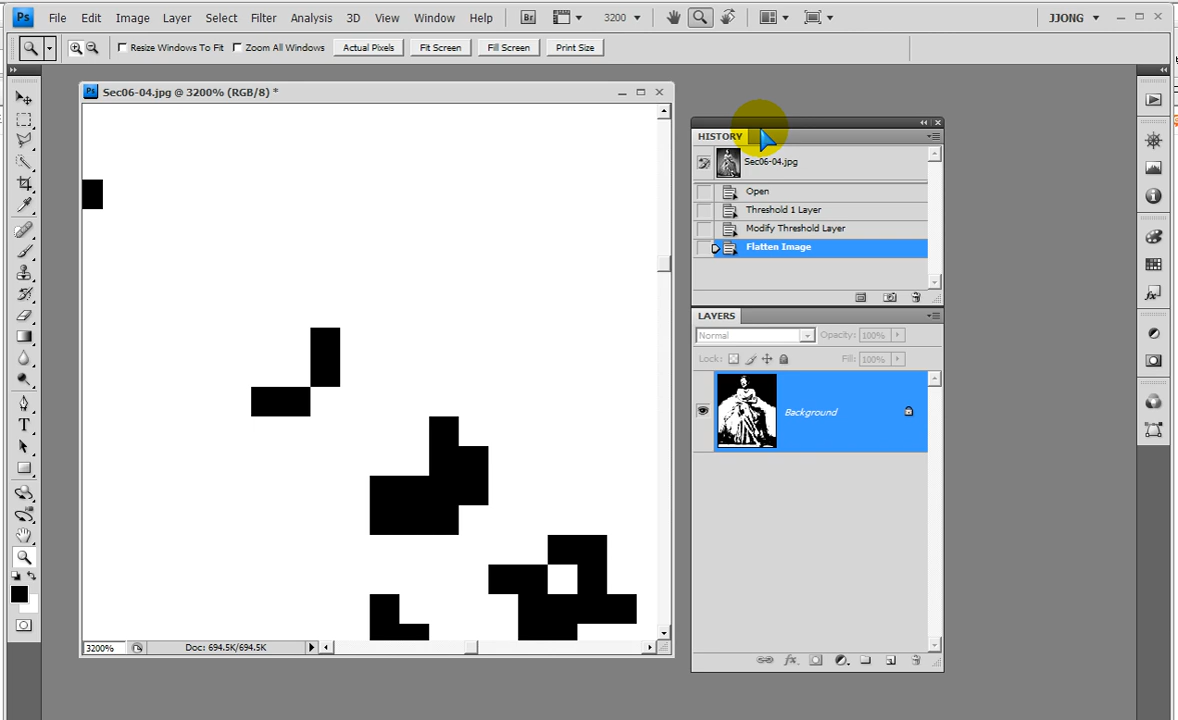 Ps File Edit Image Layer Select Filter Analysis 3D View Window Help Br 3200 JJONG
Resize Windows To Fit Zoom All Windows Actual Pixels Fit Screen Fill Screen Print Size
Ps Sec06-04.jpg @ 3200% (RGB/8) *
HISTORY
Sec06-04.jpg
Open
Threshold 1 Layer
Modify Threshold Layer
Flatten Image
LAYERS
Normal Opacity: 100%
Lock: Fill: 100%
Background
3200% Doc: 694.5K/694.5K